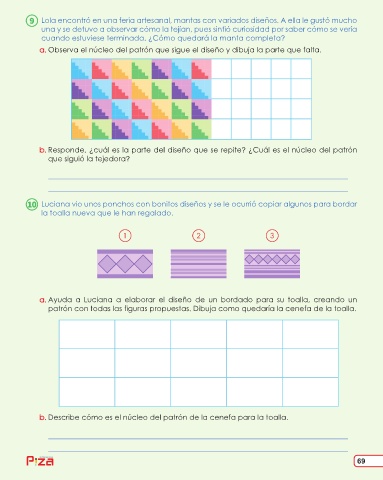 9 Lola encontró en una feria artesanal, mantas con variados diseños. A ella le gustó mucho
una y se detuvo a observar cómo la tejían, pues sintió curiosidad por saber cómo se vería
cuando estuviese terminada. ¿Cómo quedará la manta completa?
a. Observa el núcleo del patrón que sigue el diseño y dibuja la parte que falta.
b. Responde, ¿cuál es la parte del diseño que se repite? ¿Cuál es el núcleo del patrón
que siguió la tejedora?
10 Luciana vio unos ponchos con bonitos diseños y se le ocurrió copiar algunos para bordar
la toalla nueva que le han regalado.
1 2 3
a. Ayuda a Luciana a elaborar el diseño de un bordado para su toalla, creando un
patrón con todas las figuras propuestas. Dibuja como quedaría la cenefa de la toalla.
b. Describe cómo es el núcleo del patrón de la cenefa para la toalla.
Piza 69